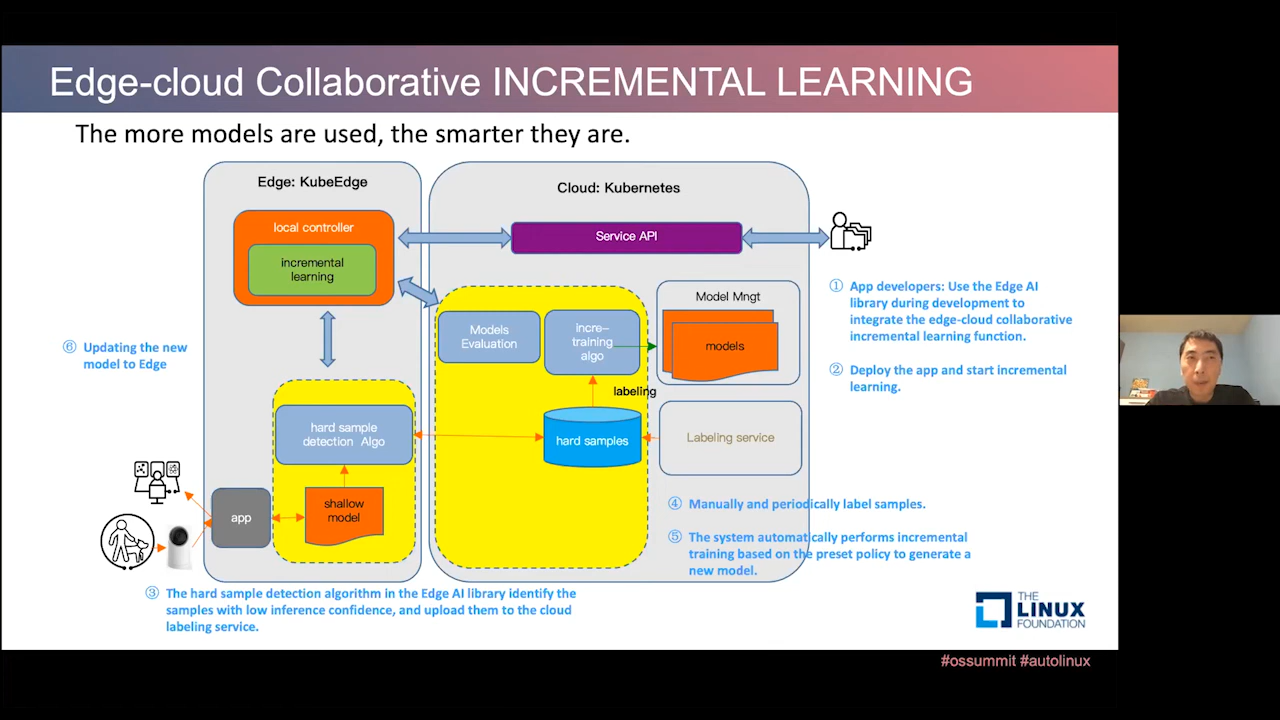 Edge-cloud Collaborative INCREMENTAL LEARNING
The more models are used, the smarter they are.
Edge: KubeEdge
local controller
incremental
learning
⑥ Updating the new
model to Edge
hard sample
detection Algo
shallow
model
app
Cloud: Kubernetes
Service API
Models
Evaluation
incre-
training
algo
labeling
hard samples
Model Mngt
models
Labeling service
① App developers: Use the Edge AI
library during development to
integrate the edge-cloud collaborative
incremental learning function.
② Deploy the app and start incremental
learning.
④ Manually and periodically label samples.
⑤ The system automatically performs incremental
training based on the preset policy to generate a
new model.
③ The hard sample detection algorithm in the Edge AI library identify the
samples with low inference confidence, and upload them to the cloud
labeling service.
THE
LINUX
FOUNDATION
#ossummit #autolinux